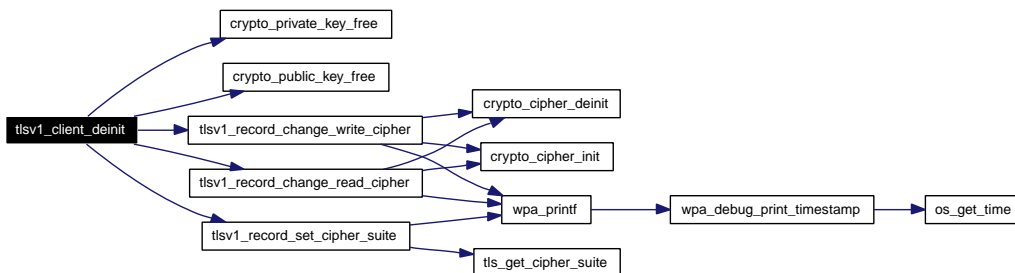 crypto_private_key_free
crypto_public_key_free
crypto_cipher_deinit
tlsv1_client_deinit
tlsv1_record_change_write_cipher
crypto_cipher_init
tlsv1_record_change_read_cipher
wpa_printf
wpa_debug_print_timestamp
os_get_time
tlsv1_record_set_cipher_suite
tls_get_cipher_suite